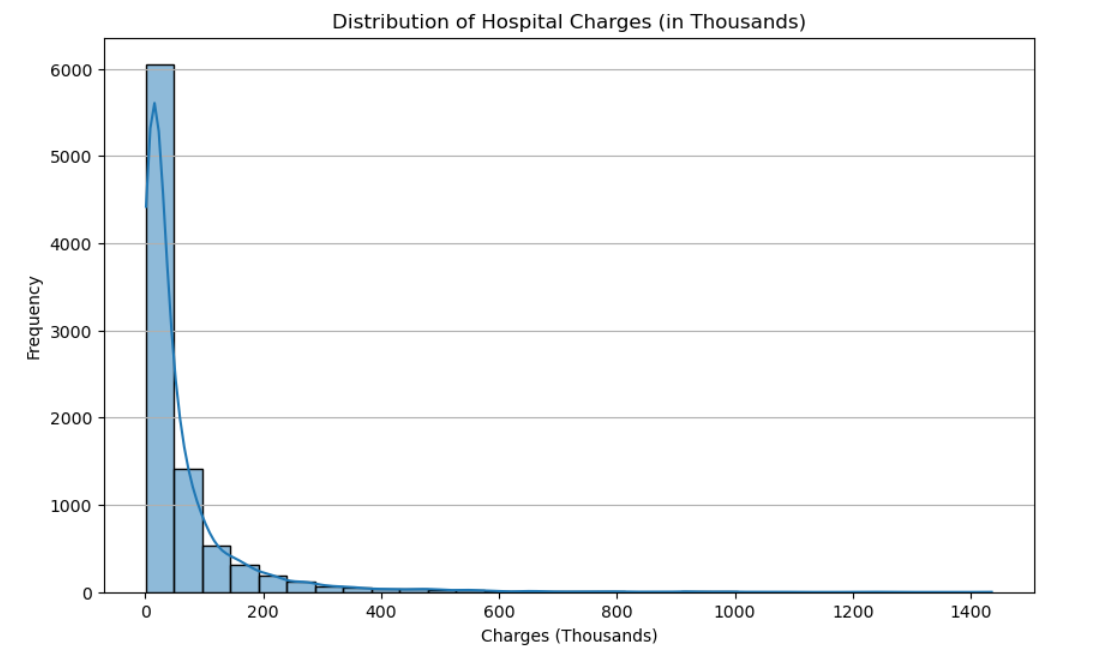 Distribution of Hospital Charges (in Thousands)
6000
5000
4000
3000
2000
1000
0
Frequency
0 200 400 600 800 1000 1200 1400
Charges (Thousands)